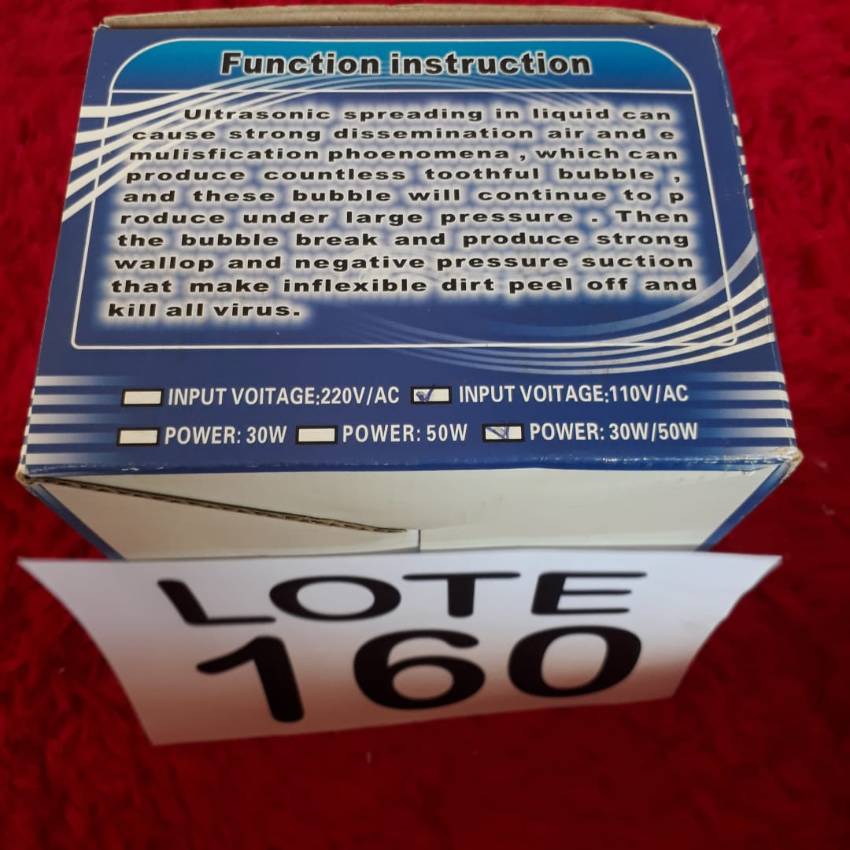 Function instruction
Ultrasonic spreading in liquid can
cause strong dissemination air and e
mulisfication phoenomena , which can
produce countless toothful bubble ,
and these bubble will continue to p
roduce under large pressure . Then
the bubble break and produce strong
wallop and negative pressure suction
that make inflexible dirt peel off and
kill all virus.
INPUT VOITAGE:220V/AC INPUT VOITAGE:110V/AC
POWER: 30W POWER: 50W POWER: 30W/50W
LOTE
160